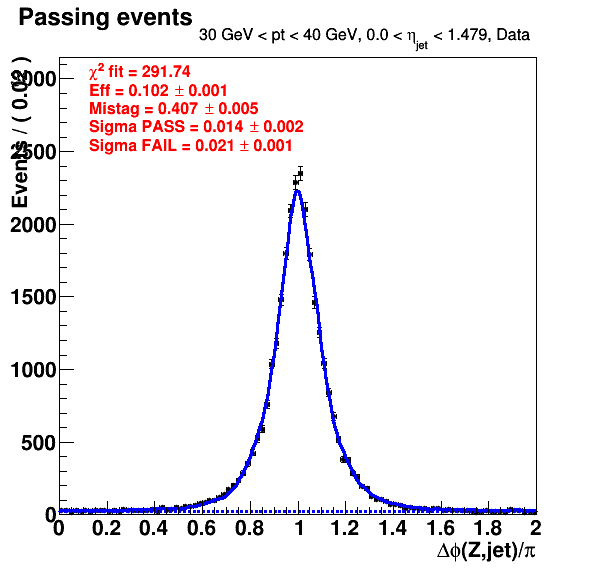 Passing events
30 GeV < pt < 40 GeV, 0.0 < η_jet < 1.479, Data
χ² fit = 291.74
Eff = 0.102 ± 0.001
Mistag = 0.407 ± 0.005
Sigma PASS = 0.014 ± 0.002
Sigma FAIL = 0.021 ± 0.001
Events / ( 0.02 )
3000
2500
2000
1500
1000
500
0
0 0.2 0.4 0.6 0.8 1 1.2 1.4 1.6 1.8 2
Δϕ(Z,jet)/π